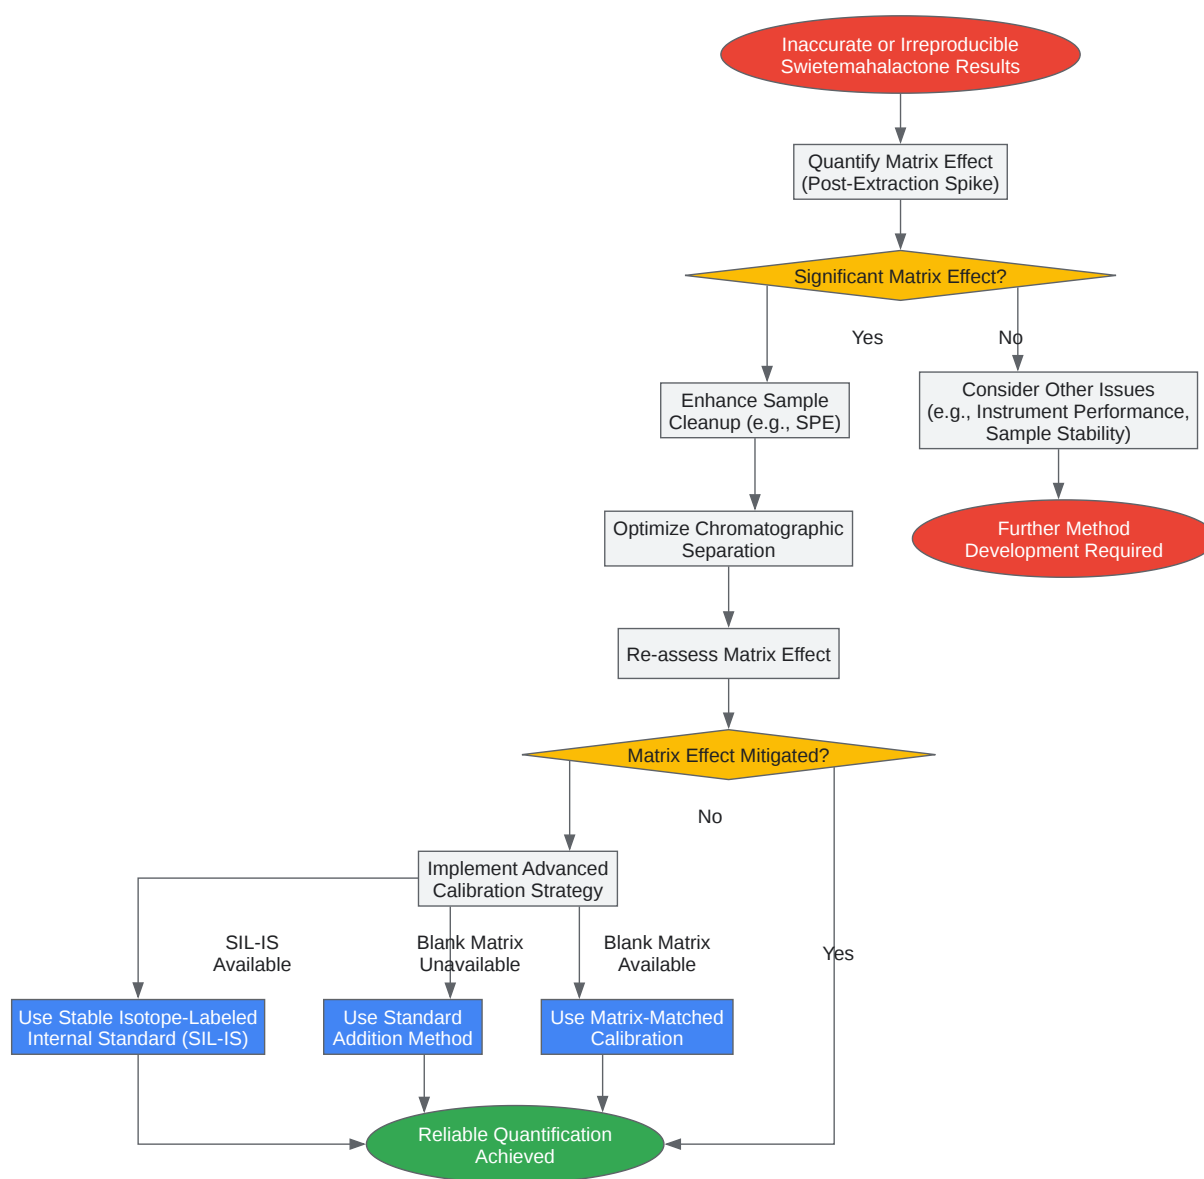 Inaccurate or Irreproducible
Swietemahalactone Results
Quantify Matrix Effect
(Post-Extraction Spike)
Significant Matrix Effect?
Yes
No
Enhance Sample
Cleanup (e.g., SPE)
Consider Other Issues
(e.g., Instrument Performance,
Sample Stability)
Optimize Chromatographic
Separation
Further Method
Development Required
Re-assess Matrix Effect
Matrix Effect Mitigated?
No
Implement Advanced
Calibration Strategy
SIL-IS
Available
Blank Matrix
Unavailable
Blank Matrix
Available
Yes
Use Stable Isotope-Labeled
Internal Standard (SIL-IS)
Use Standard
Addition Method
Use Matrix-Matched
Calibration
Reliable Quantification
Achieved